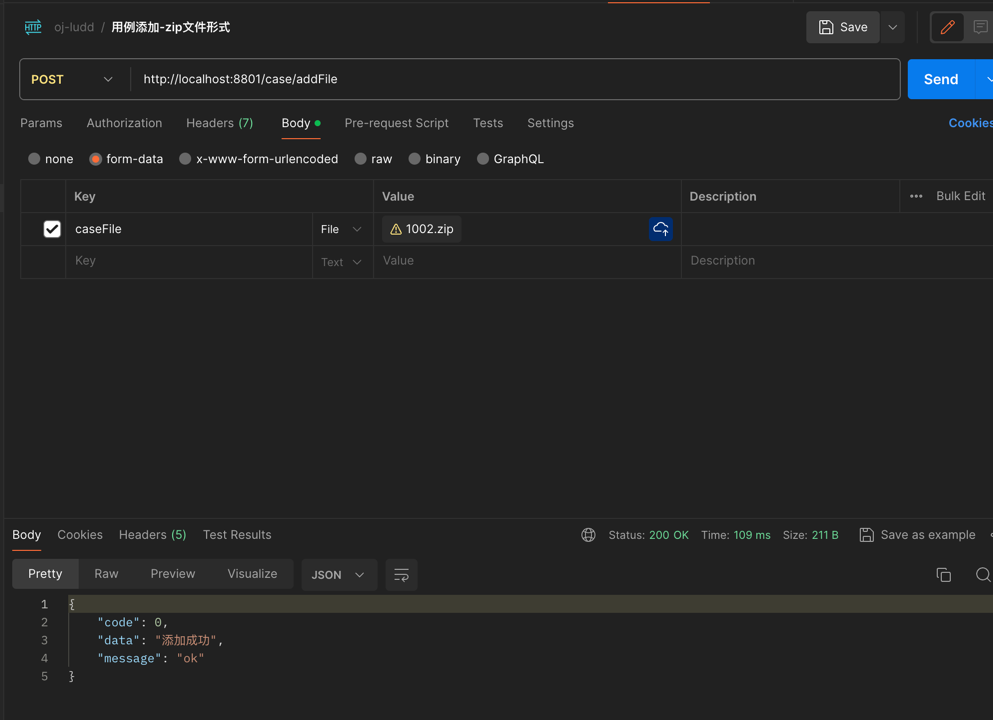 HTTP oj-ludd / 用例添加-zip文件形式 Save
POST http://localhost:8801/case/addFile Send
Params Authorization Headers (7) Body Pre-request Script Tests Settings Cookies
none form-data x-www-form-urlencoded raw binary GraphQL
Key Value Description ••• Bulk Edit
caseFile File 1002.zip
Key Text Value Description
Body Cookies Headers (5) Test Results Status: 200 OK Time: 109 ms Size: 211 B Save as example
Pretty Raw Preview Visualize JSON
1 {
2 "code": 0,
3 "data": "添加成功",
4 "message": "ok"
5 }